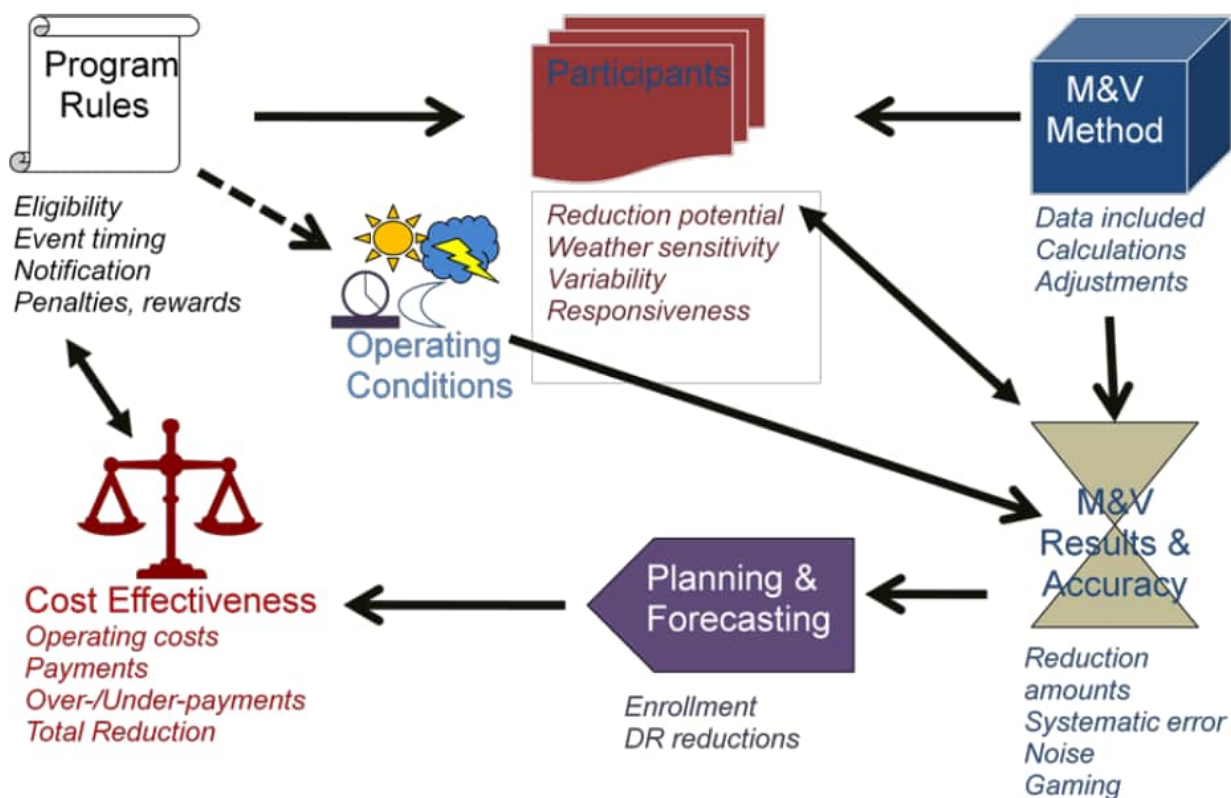 Program
Rules
Eligibility
Event timing
Notification
Penalties, rewards
Participants
Reduction potential
Weather sensitivity
Variability
Responsiveness
M&V
Method
Data included
Calculations
Adjustments
Operating
Conditions
M&V
Results &
Accuracy
Reduction
amounts
Systematic error
Noise
Gaming
Planning &
Forecasting
Enrollment
DR reductions
Cost Effectiveness
Operating costs
Payments
Over-/Under-payments
Total Reduction